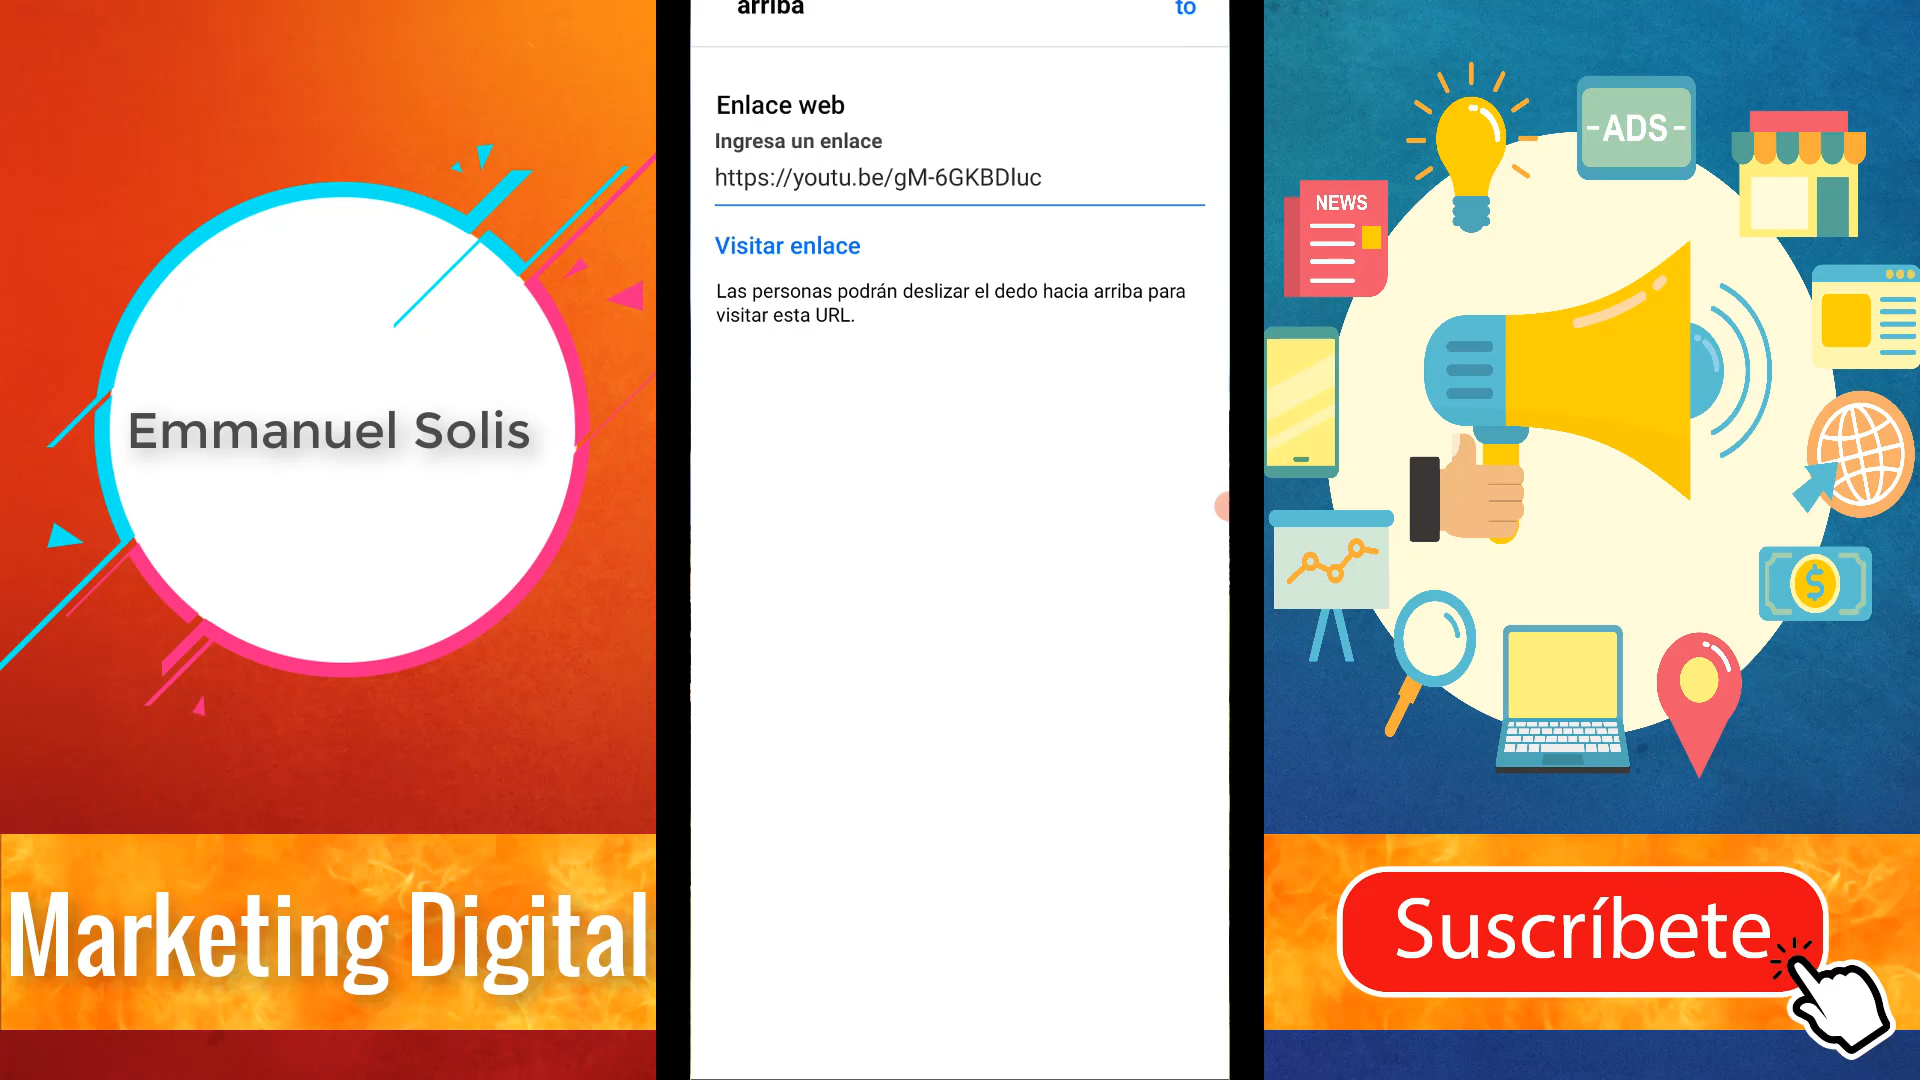 arriba
to
Enlace web
Ingresa un enlace
https://youtu.be/gM-6GKBDluc
Visitar enlace
Las personas podrán deslizar el dedo hacia arriba para
visitar esta URL.
Emmanuel Solis
Marketing Digital
-ADS-
NEWS
$
Suscríbete